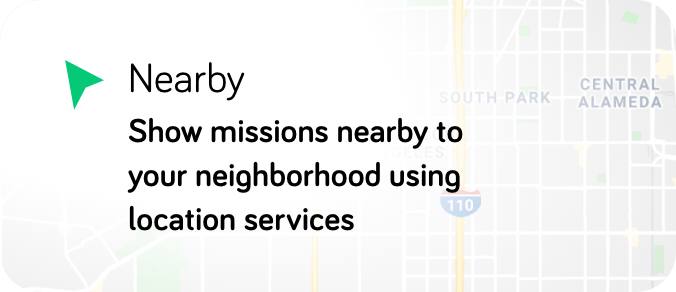 Nearby
Show missions nearby to
your neighborhood using
location services
SOUTH PARK
CENTRAL
ALAMEDA
110